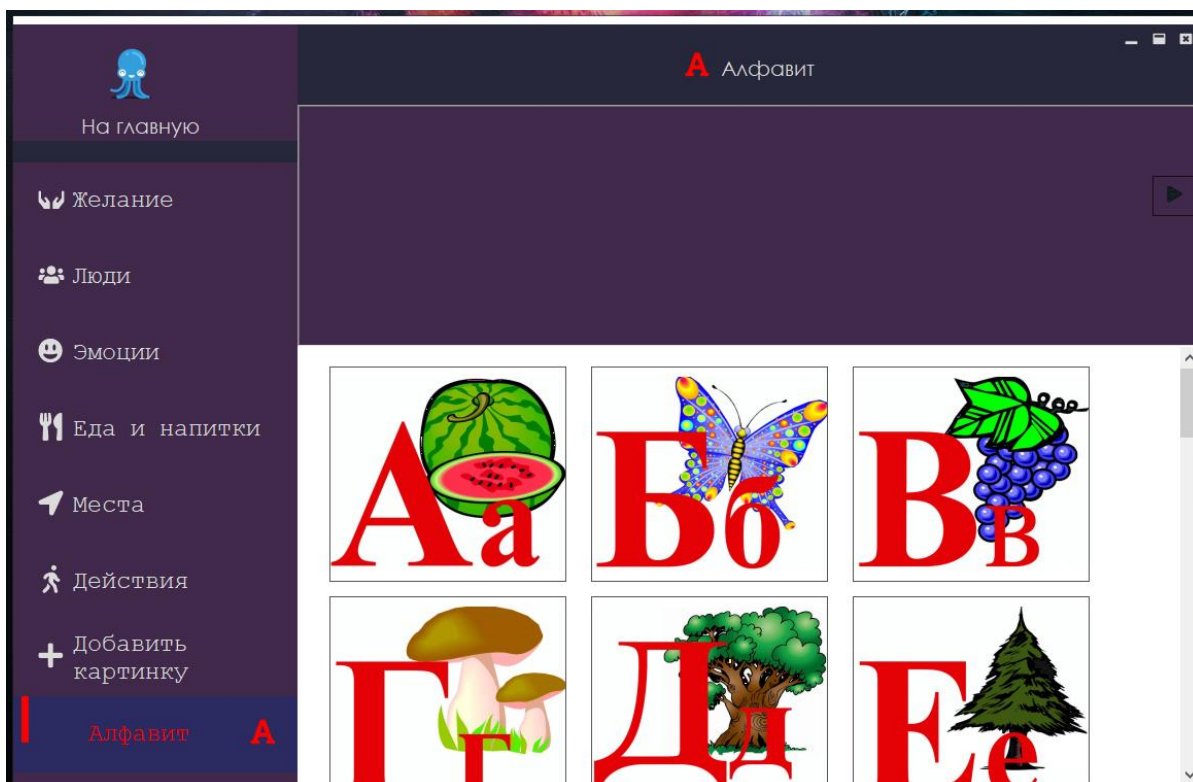 На главную
Алфавит
Желание
Люди
Эмоции
Еда и напитки
Места
Действия
Добавить
картинку
Алфавит
А
А
Аа
Бб
Вв
Гг
Дд
Ее